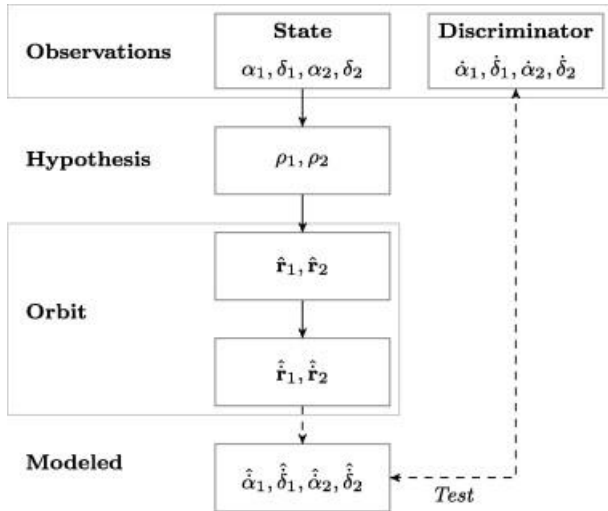 State
Discriminator
Observations
α₁, δ₁, α₂, δ₂
α̇₁, δ̇₁, α̇₂, δ̇₂
Hypothesis
ρ₁, ρ₂
r̂₁, r̂₂
Orbit
ṙ̂₁, ṙ̂₂
Modeled
α̇̂₁, δ̇̂₁, α̇̂₂, δ̇̂₂
Test